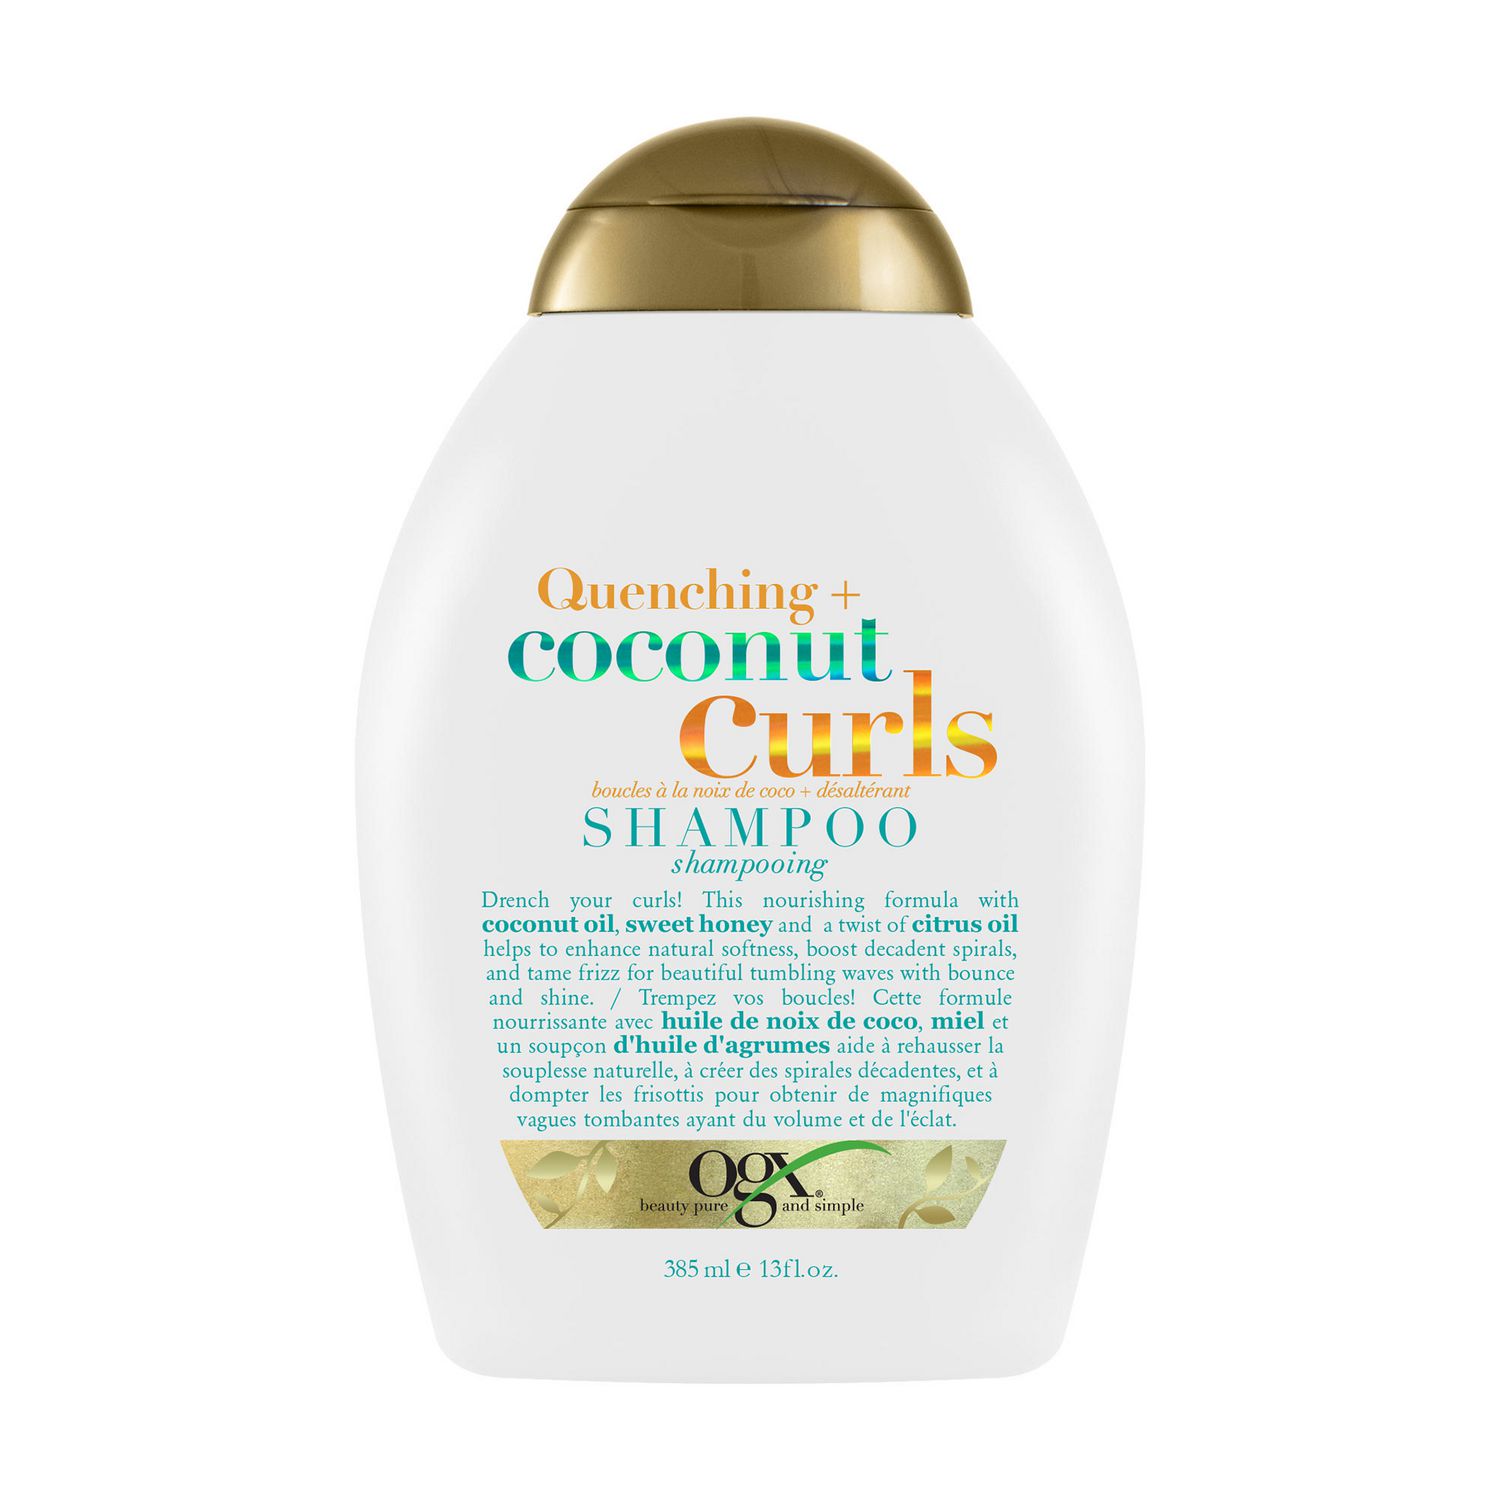 Quenching +
coconut
curls
boucles à la noix de coco + désaltérant
SHAMPOO
shampooing
Drench your curls! This nourishing formula with
coconut oil, sweet honey and a twist of citrus oil
helps to enhance natural softness, boost decadent spirals,
and tame frizz for beautiful tumbling waves with bounce
and shine. / Trempez vos boucles! Cette formule
nourrissante avec huile de noix de coco, miel et
un soupçon d'huile d'agrumes aide à rehausser la
souplesse naturelle, à créer des spirales décadentes, et à
dompter les frisottis pour obtenir de magnifiques
vagues tombantes ayant du volume et de l'éclat.
ogx®
beauty pure and simple
385 ml ℮ 13fl.oz.